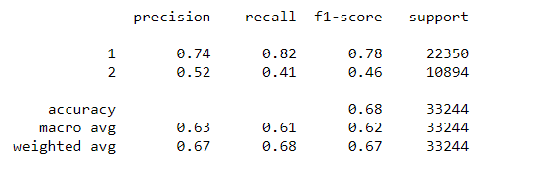 precision recall f1-score support
1 0.74 0.82 0.78 22350
2 0.52 0.41 0.46 10894
accuracy 0.68 33244
macro avg 0.63 0.61 0.62 33244
weighted avg 0.67 0.68 0.67 33244